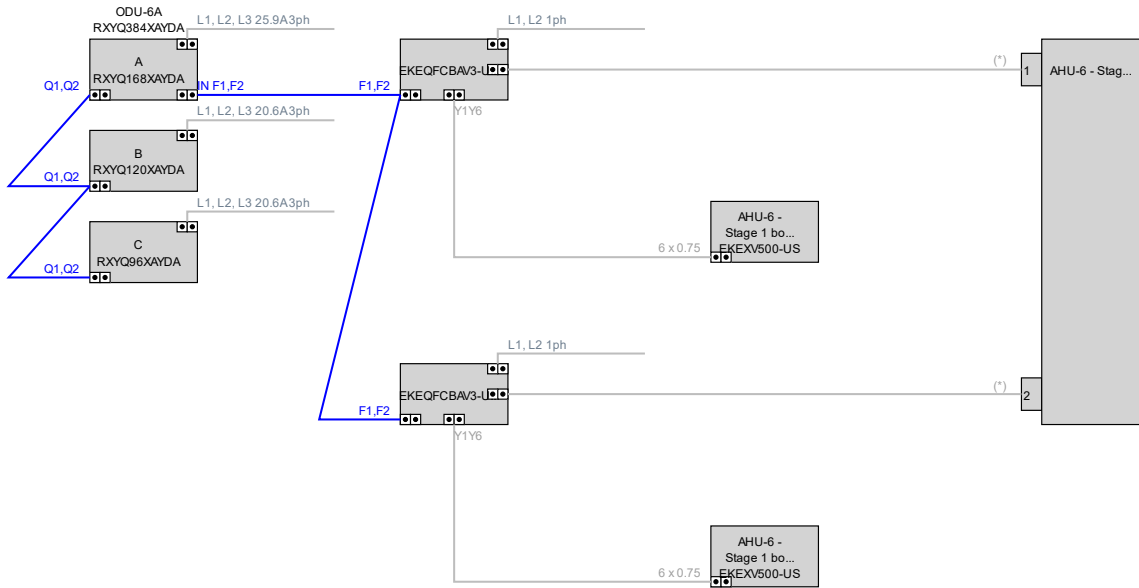 ODU-6A
RXYQ384XAYDA
L1, L2, L3 25.9A3ph
A
RXYQ168XAYDA
Q1,Q2
IN F1,F2
L1, L2, L3 20.6A3ph
B
RXYQ120XAYDA
Q1,Q2
L1, L2, L3 20.6A3ph
C
RXYQ96XAYDA
Q1,Q2
L1, L2 1ph
EKEQFCBAV3-U
F1,F2
Y1Y6
(*)
1
AHU-6 - Stag...
AHU-6 -
Stage 1 bo...
EKEXV500-US
6 x 0.75
L1, L2 1ph
EKEQFCBAV3-U
F1,F2
Y1Y6
(*)
2
AHU-6 -
Stage 1 bo...
EKEXV500-US
6 x 0.75